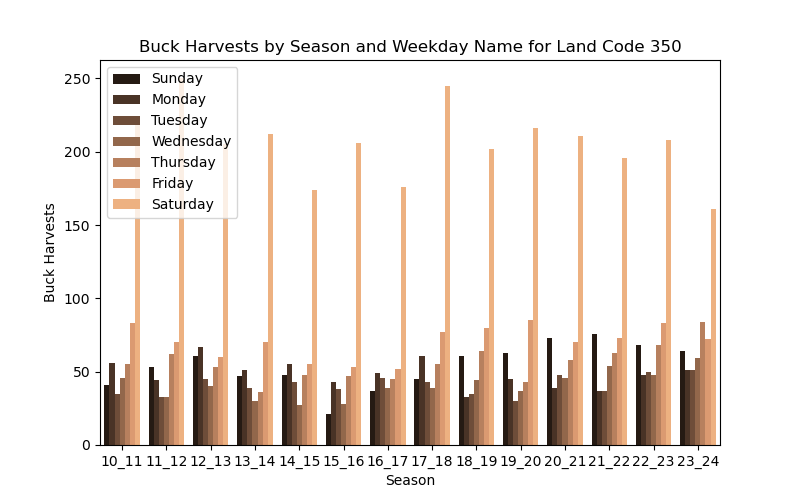 Buck Harvests by Season and Weekday Name for Land Code 350
Sunday
Monday
Tuesday
Wednesday
Thursday
Friday
Saturday
250
200
150
100
50
0
Buck Harvests
10_11 11_12 12_13 13_14 14_15 15_16 16_17 17_18 18_19 19_20 20_21 21_22 22_23 23_24
Season